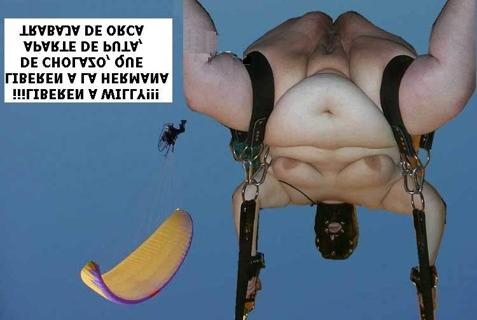 ¡¡¡LIBEREN A WILLY!!!
LIBEREN A LA HERMANA
DE CHOLAZO, QUE
APARTE DE PUTA,
TRABAJA DE ORCA